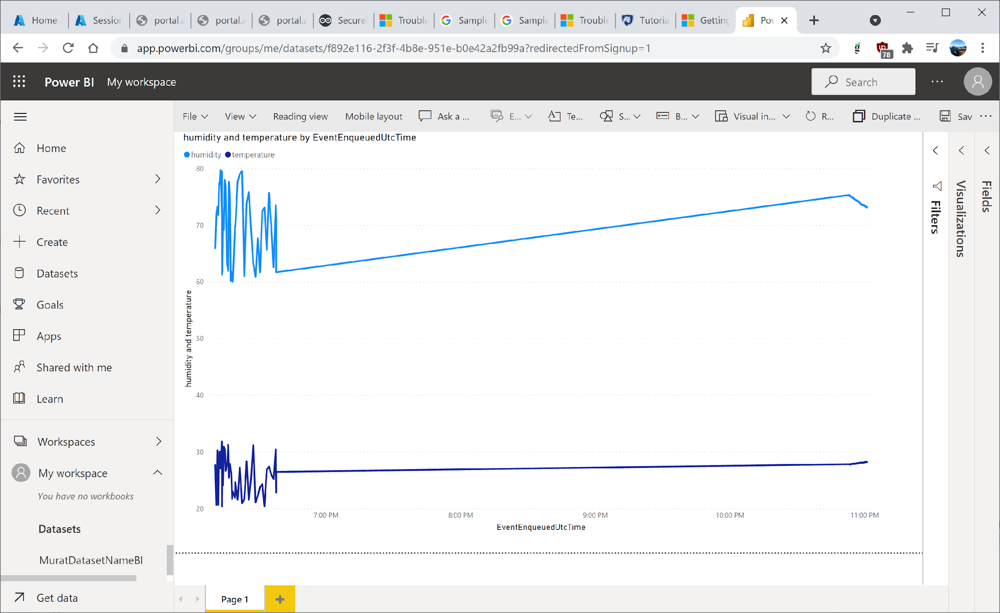 Home
Session
portal.a
portal.a
portal.a
Secure
Trouble
Sample
Sample
Trouble
Tutoria
Getting
Pow
app.powerbi.com/groups/me/datasets/f892e116-2f3f-4b8e-951e-b0e42a2fb99a?redirectedFromSignup=1
78
Power BI My workspace
Search
File View Reading view Mobile layout Ask a ... E... Te... S... B... Visual in... R... Duplicate ... Sav ...
Home
Favorites
Recent
Create
Datasets
Goals
Apps
Shared with me
Learn
Workspaces
My workspace
You have no workbooks
Datasets
MuratDatasetNameBI
Get data
humidity and temperature by EventEnqueuedUtcTime
humidity temperature
80
70
60
50
40
30
20
humidity and temperature
7:00 PM 8:00 PM 9:00 PM 10:00 PM 11:00 PM
EventEnqueuedUtcTime
Filters
Visualizations
Fields
Page 1